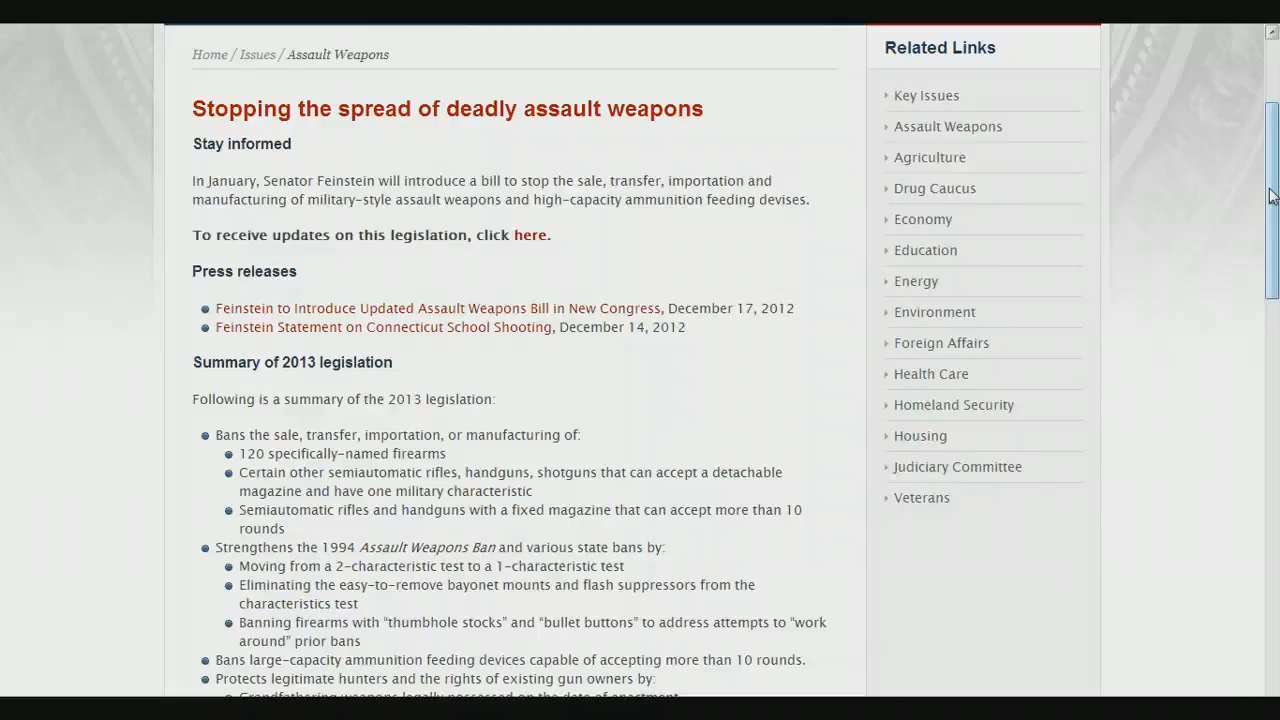 Home / Issues / Assault Weapons
Stopping the spread of deadly assault weapons
Stay informed
In January, Senator Feinstein will introduce a bill to stop the sale, transfer, importation and
manufacturing of military-style assault weapons and high-capacity ammunition feeding devises.
To receive updates on this legislation, click here.
Press releases
Feinstein to Introduce Updated Assault Weapons Bill in New Congress, December 17, 2012
Feinstein Statement on Connecticut School Shooting, December 14, 2012
Summary of 2013 legislation
Following is a summary of the 2013 legislation:
Bans the sale, transfer, importation, or manufacturing of:
120 specifically-named firearms
Certain other semiautomatic rifles, handguns, shotguns that can accept a detachable
magazine and have one military characteristic
Semiautomatic rifles and handguns with a fixed magazine that can accept more than 10
rounds
Strengthens the 1994 Assault Weapons Ban and various state bans by:
Moving from a 2-characteristic test to a 1-characteristic test
Eliminating the easy-to-remove bayonet mounts and flash suppressors from the
characteristics test
Banning firearms with “thumbhole stocks” and “bullet buttons” to address attempts to “work
around” prior bans
Bans large-capacity ammunition feeding devices capable of accepting more than 10 rounds.
Protects legitimate hunters and the rights of existing gun owners by:
Grandfathering weapons legally possessed on the date of enactment
Related Links
Key Issues
Assault Weapons
Agriculture
Drug Caucus
Economy
Education
Energy
Environment
Foreign Affairs
Health Care
Homeland Security
Housing
Judiciary Committee
Veterans